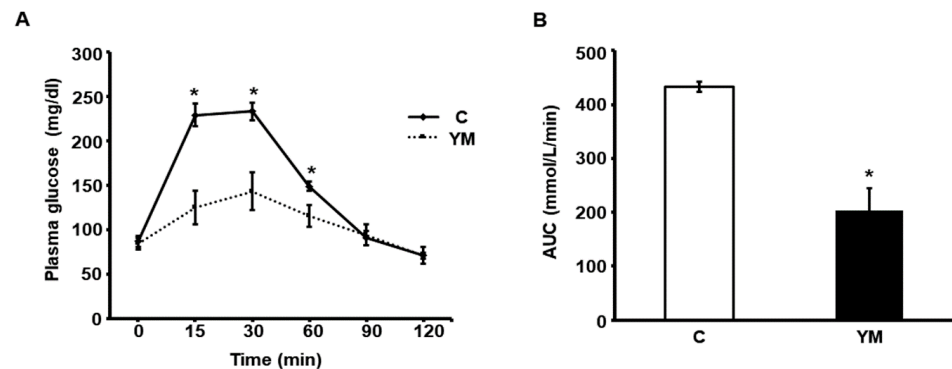 A
B
Plasma glucose (mg/dl)
300
250
200
150
100
50
0
* * *
C
YM
0 15 30 60 90 120
Time (min)
AUC (mmol/L/min)
500
400
300
200
100
0
*
C YM